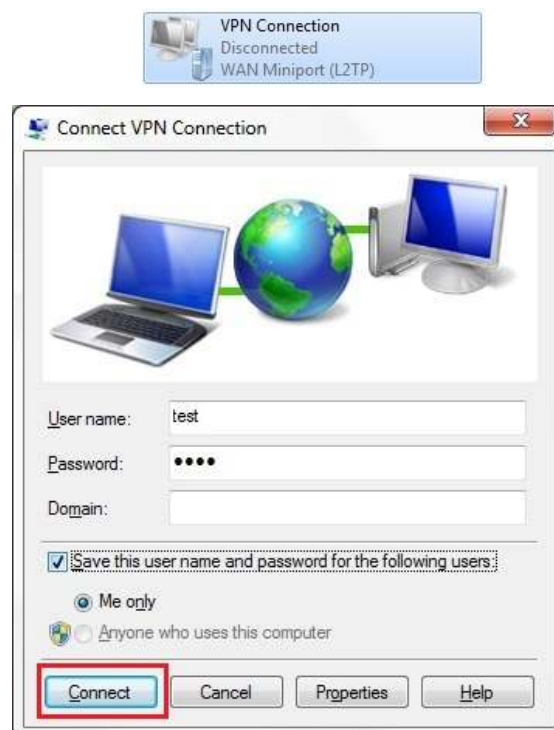 VPN Connection
Disconnected
WAN Miniport (L2TP)
Connect VPN Connection
User name: test
Password: ••••
Domain:
Save this user name and password for the following users:
Me only
Anyone who uses this computer
Connect Cancel Properties Help